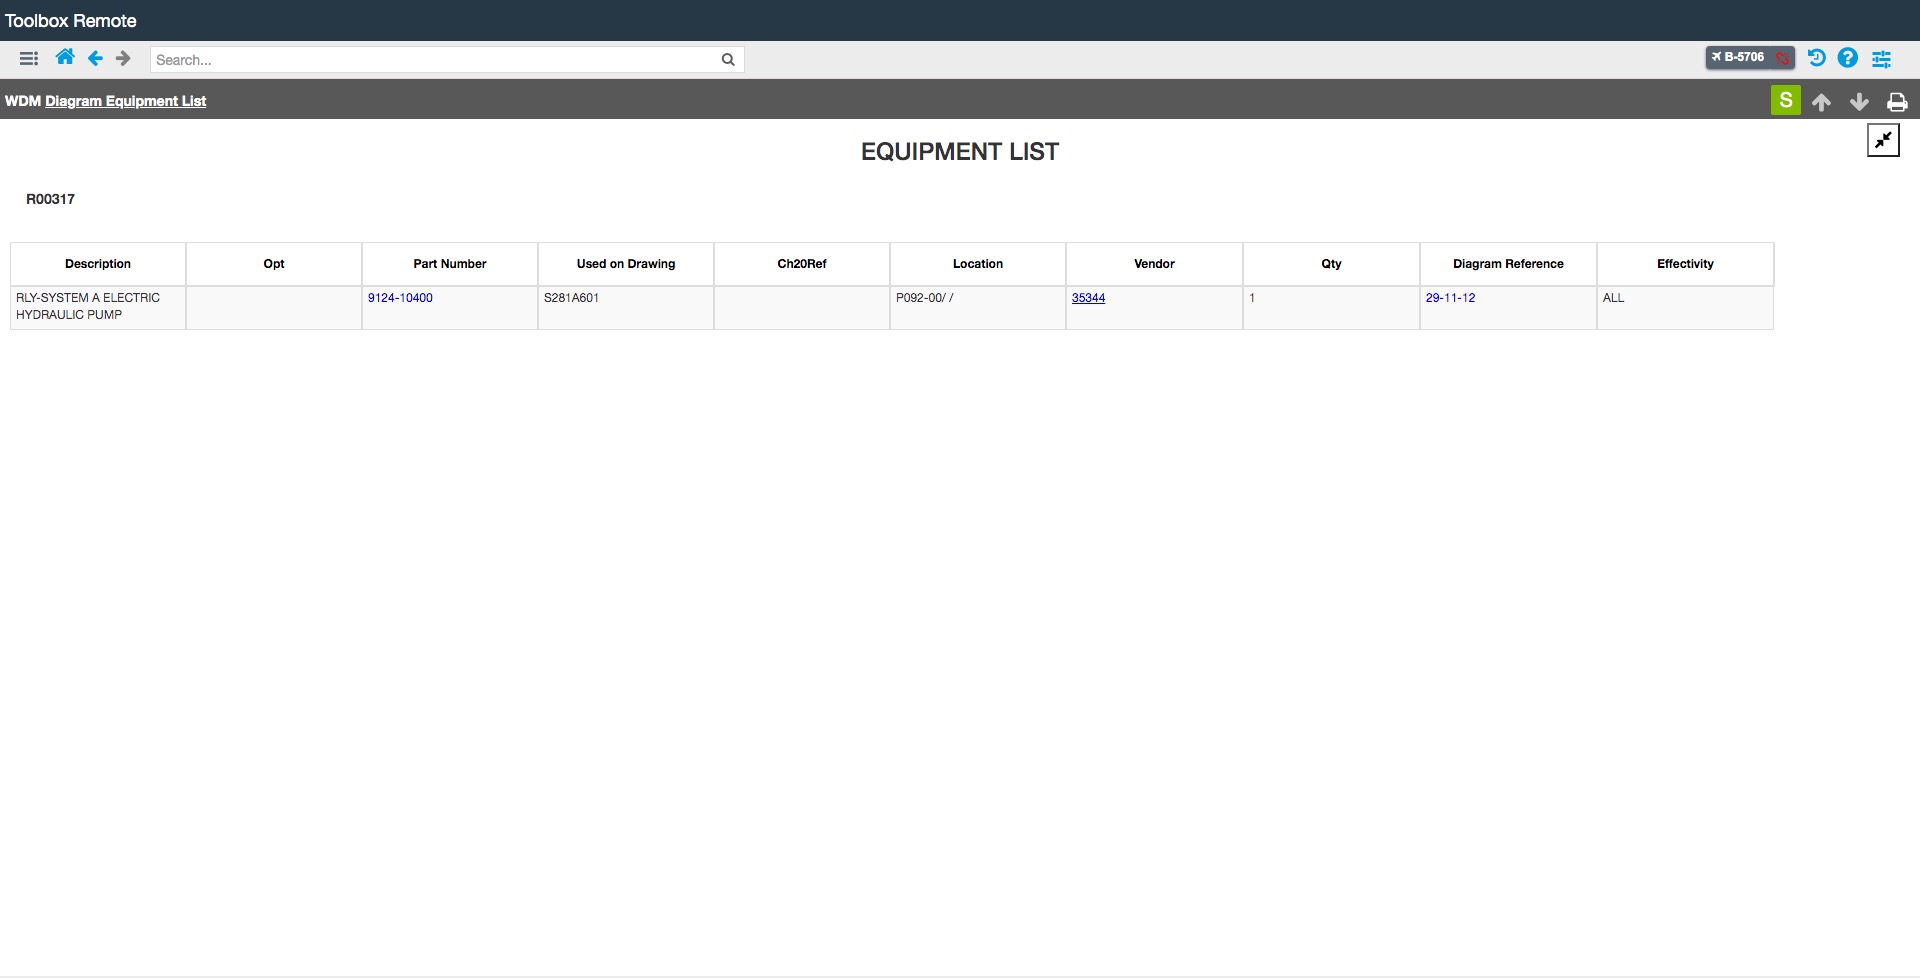 Toolbox Remote
Search...
B-5706
WDM Diagram Equipment List
S
EQUIPMENT LIST
R00317
Description Opt Part Number Used on Drawing Ch20Ref Location Vendor Qty Diagram Reference Effectivity
RLY-SYSTEM A ELECTRIC HYDRAULIC PUMP 9124-10400 S281A601 P092-00/ / 35344 1 29-11-12 ALL